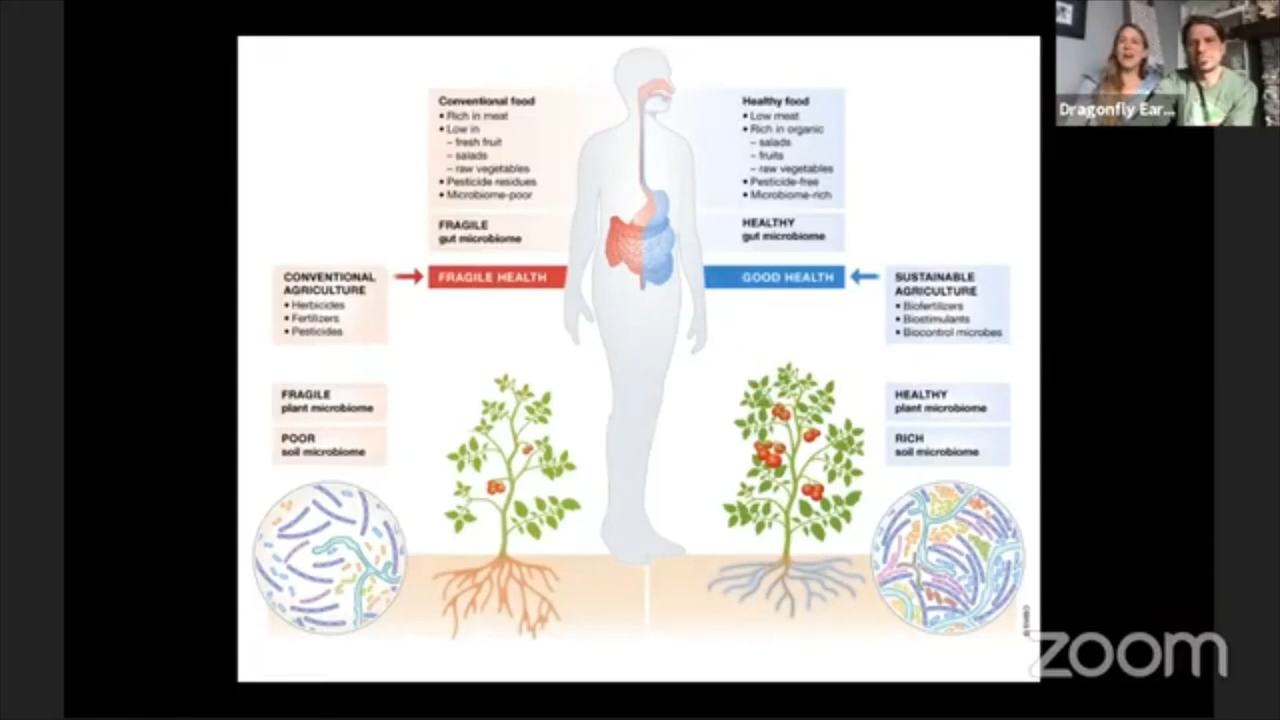 Dragonfly Ear...
Conventional food
• Rich in meat
• Low in
– fresh fruit
– salads
– raw vegetables
• Pesticide residues
• Microbiome-poor
FRAGILE
gut microbiome
FRAGILE HEALTH
Healthy food
• Low meat
• Rich in organic
– salads
– fruits
– raw vegetables
• Pesticide-free
• Microbiome-rich
HEALTHY
gut microbiome
GOOD HEALTH
CONVENTIONAL
AGRICULTURE
• Herbicides
• Fertilizers
• Pesticides
SUSTAINABLE
AGRICULTURE
• Biofertilizers
• Biostimulants
• Biocontrol microbes
FRAGILE
plant microbiome
POOR
soil microbiome
HEALTHY
plant microbiome
RICH
soil microbiome
zoom